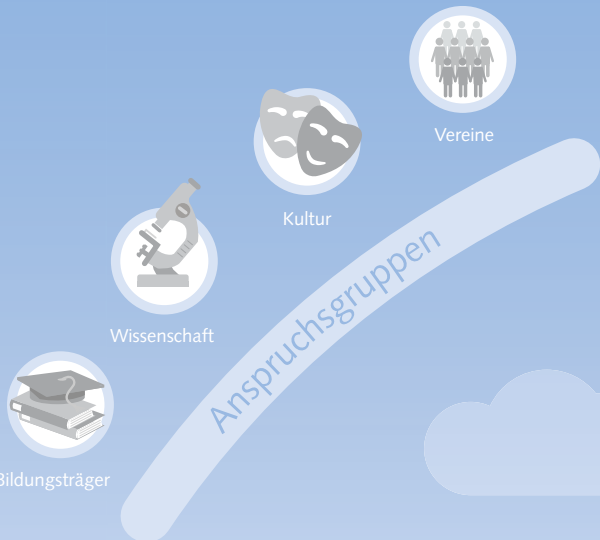 Vereine
Kultur
Anspruchsgruppen
Wissenschaft
Bildungsträger